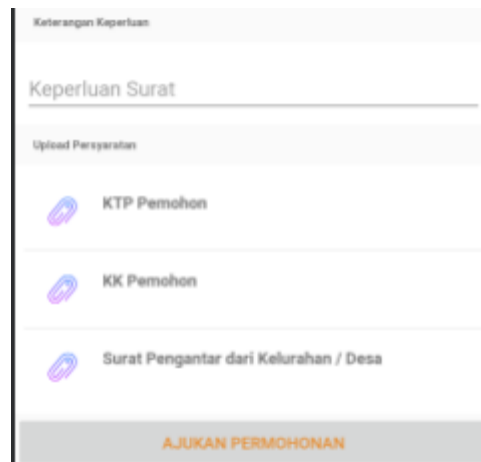 Keterangan Keperluan
Keperluan Surat
Upload Persyaratan
KTP Pemohon
KK Pemohon
Surat Pengantar dari Kelurahan / Desa
AJUKAN PERMOHONAN